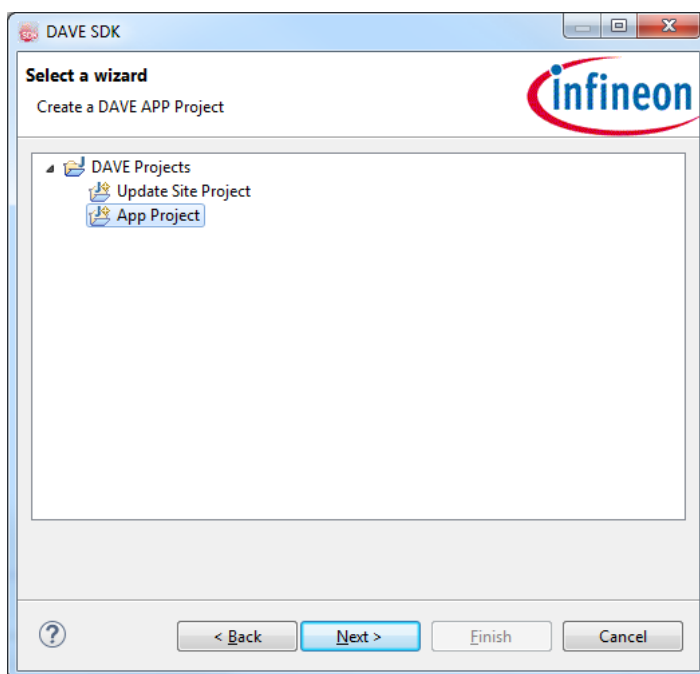 DAVE SDK
Select a wizard
Create a DAVE APP Project
infineon
DAVE Projects
Update Site Project
App Project
< Back
Next >
Finish
Cancel